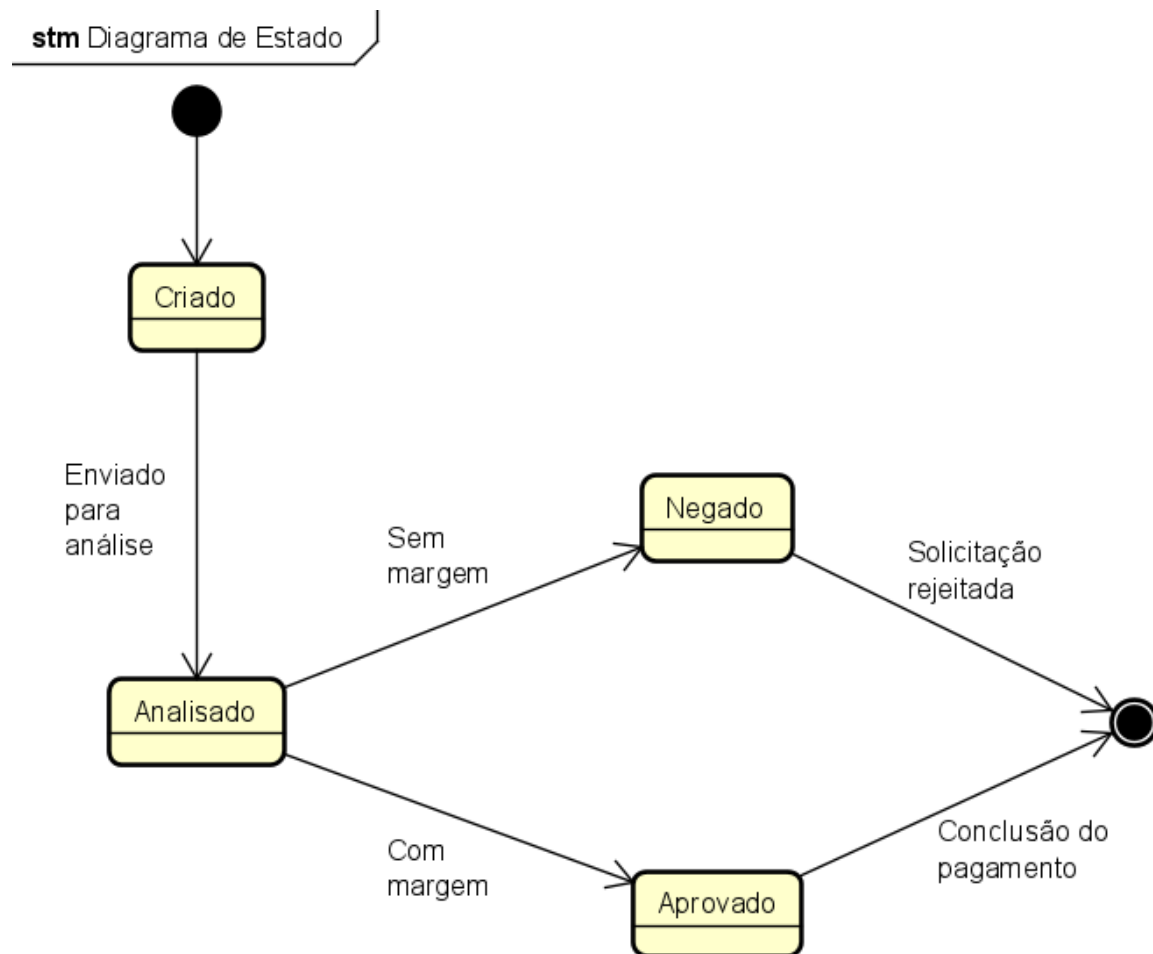 stm Diagrama de Estado
Criado
Enviado
para
análise
Analisado
Sem
margem
Negado
Solicitação
rejeitada
Com
margem
Aprovado
Conclusão do
pagamento